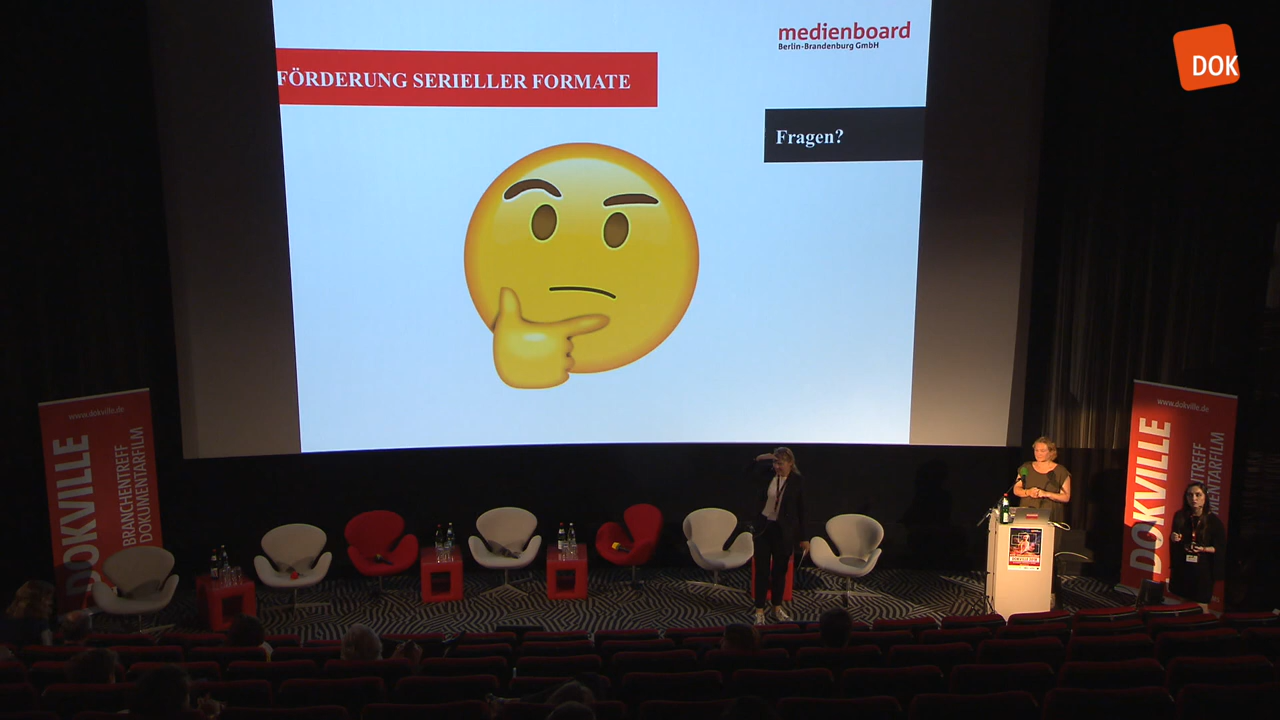 medienboard
Berlin-Brandenburg GmbH
DOK
FÖRDERUNG SERIELLER FORMATE
Fragen?
www.dokville.de
DOKVILLE
BRANCHENTREFF
DOKUMENTARFILM
www.dokville.de
DOKVILLE
NTREFF
MENTARFILM